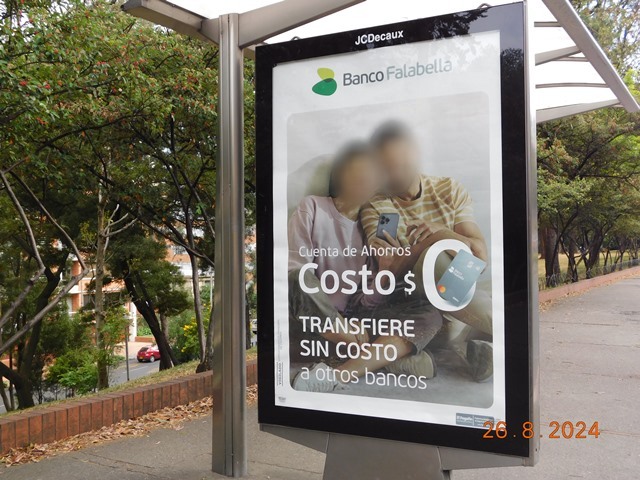 JCDecaux
Banco Falabella
Cuenta de Ahorros
Costo $0
TRANSFIERE
SIN COSTO
a otros bancos
26 8 2024